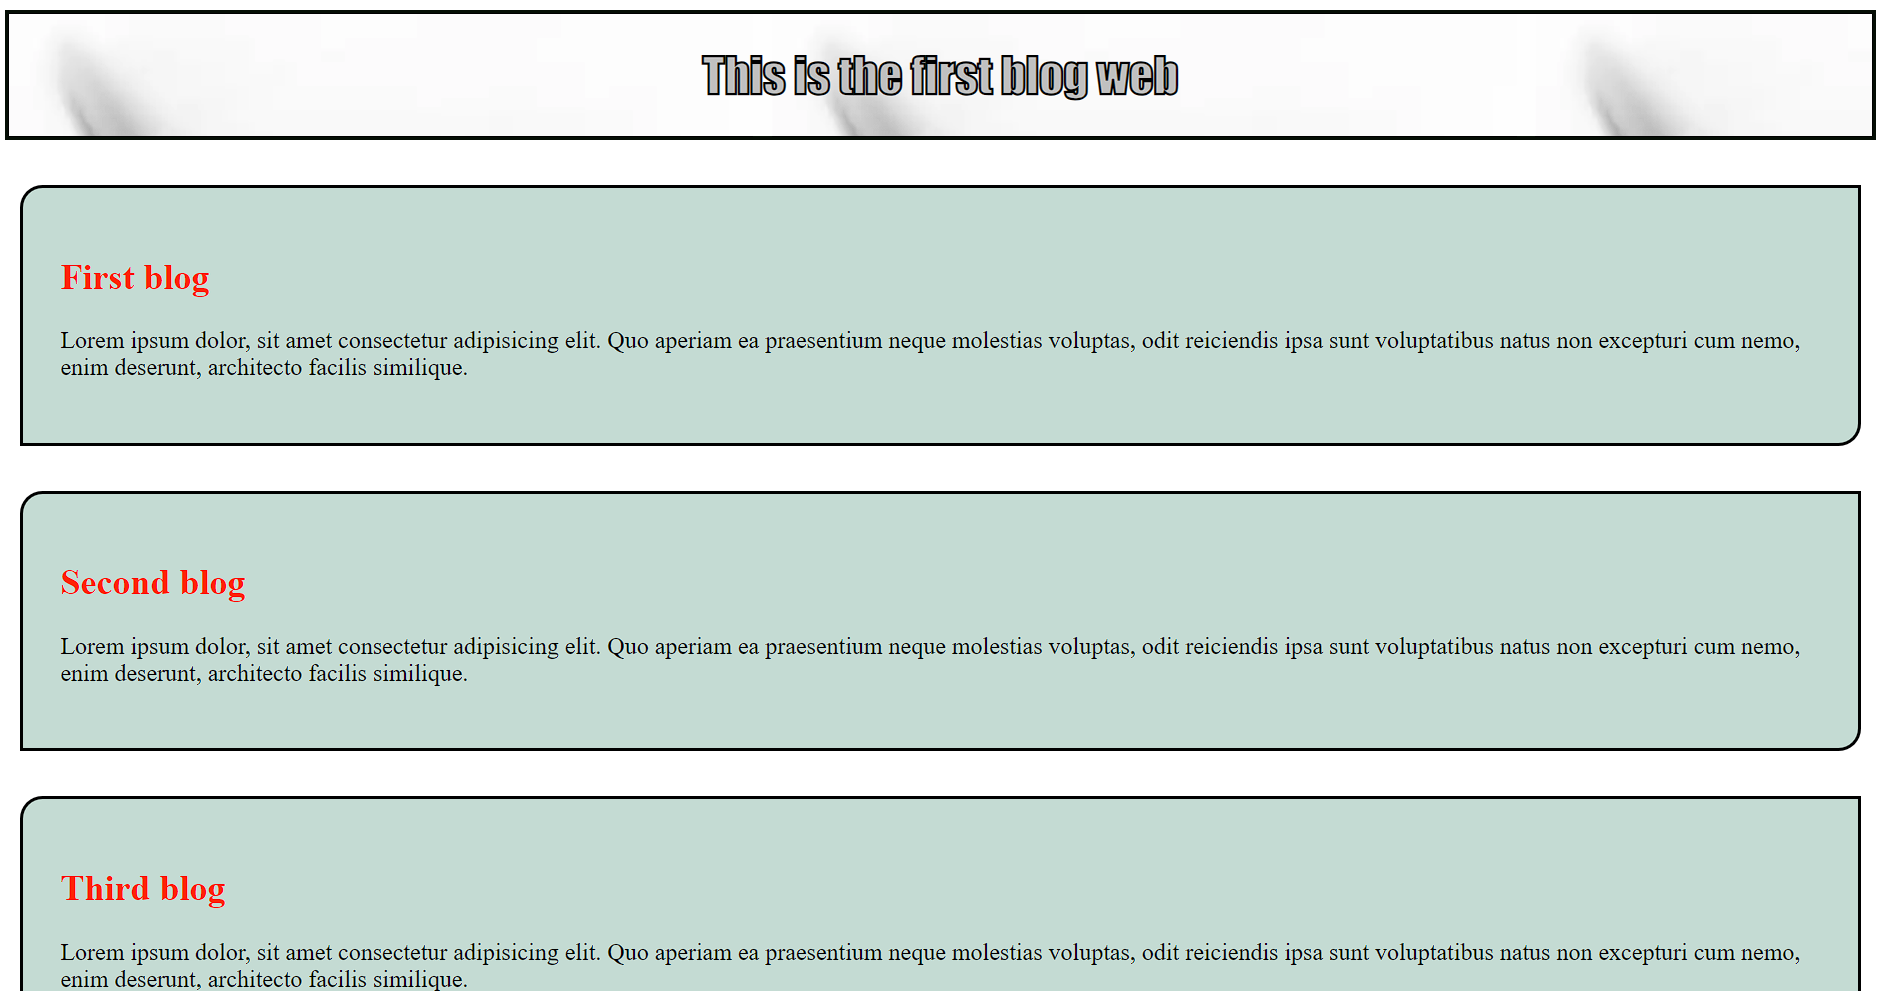 This is the first blog web
First blog
Lorem ipsum dolor, sit amet consectetur adipisicing elit. Quo aperiam ea praesentium neque molestias voluptas, odit reiciendis ipsa sunt voluptatibus natus non excepturi cum nemo,
enim deserunt, architecto facilis similique.
Second blog
Lorem ipsum dolor, sit amet consectetur adipisicing elit. Quo aperiam ea praesentium neque molestias voluptas, odit reiciendis ipsa sunt voluptatibus natus non excepturi cum nemo,
enim deserunt, architecto facilis similique.
Third blog
Lorem ipsum dolor, sit amet consectetur adipisicing elit. Quo aperiam ea praesentium neque molestias voluptas, odit reiciendis ipsa sunt voluptatibus natus non excepturi cum nemo,
enim deserunt, architecto facilis similique.